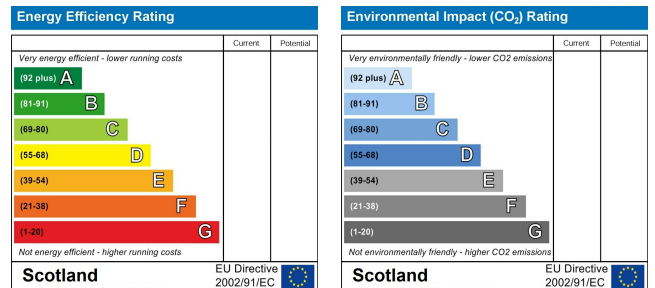 Energy Efficiency Rating
Current Potential
Very energy efficient - lower running costs
(92 plus) A
(81-91) B
(69-80) C
(55-68) D
(39-54) E
(21-38) F
(1-20) G
Not energy efficient - higher running costs
Scotland
EU Directive
2002/91/EC
Environmental Impact (CO₂) Rating
Current Potential
Very environmentally friendly - lower CO2 emissions
(92 plus) A
(81-91) B
(69-80) C
(55-68) D
(39-54) E
(21-38) F
(1-20) G
Not environmentally friendly - higher CO2 emissions
Scotland
EU Directive
2002/91/EC